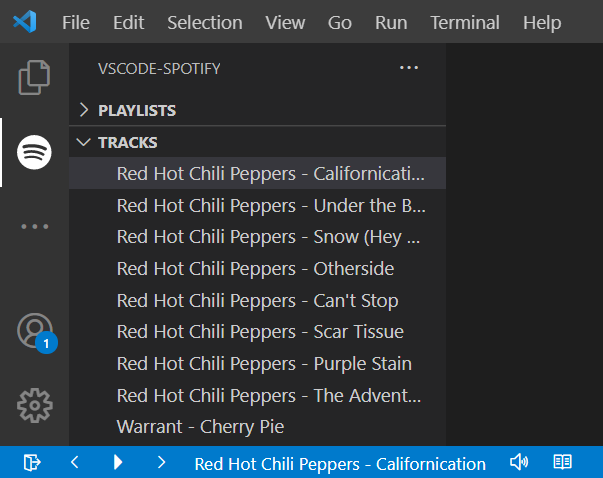 File Edit Selection View Go Run Terminal Help
VSCODE-SPOTIFY ...
PLAYLISTS
TRACKS
Red Hot Chili Peppers - Californicati...
Red Hot Chili Peppers - Under the B...
Red Hot Chili Peppers - Snow (Hey ...
Red Hot Chili Peppers - Otherside
Red Hot Chili Peppers - Can't Stop
Red Hot Chili Peppers - Scar Tissue
Red Hot Chili Peppers - Purple Stain
Red Hot Chili Peppers - The Advent...
Warrant - Cherry Pie
1
Red Hot Chili Peppers - Californication